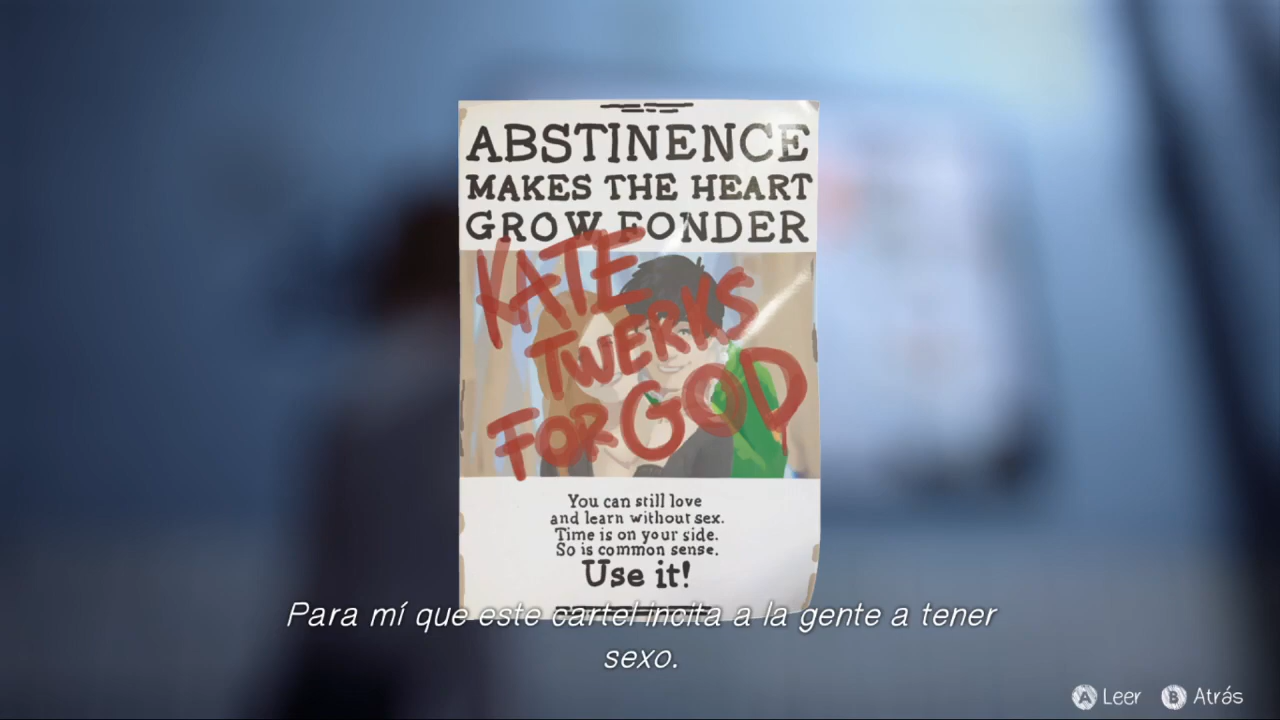 ABSTINENCE
MAKES THE HEART
GROW FONDER
KATE
TWERKS
FOR GOD
You can still love
and learn without sex.
Time is on your side.
So is common sense.
Use it!
Para mí que este cartel incita a la gente a tener
sexo.
A Leer B Atrás